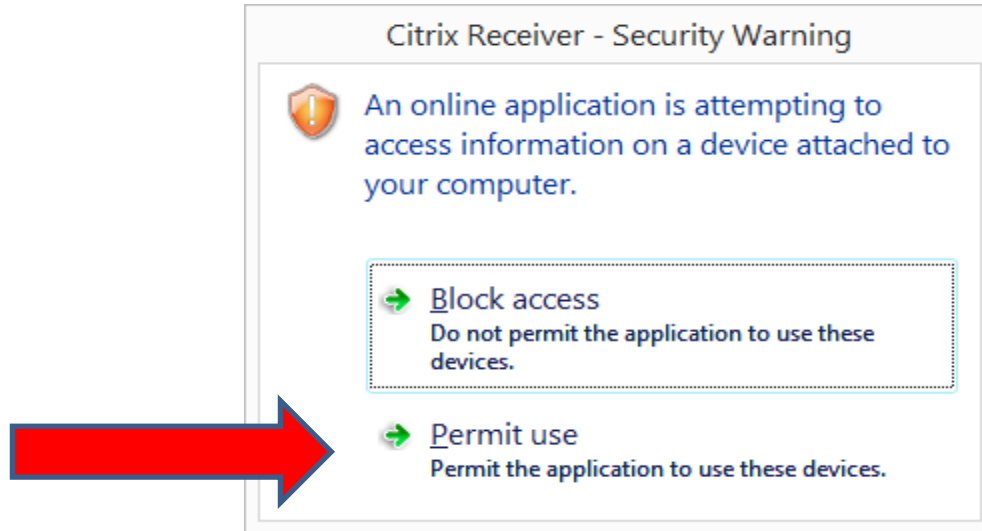 Citrix Receiver - Security Warning
An online application is attempting to
access information on a device attached to
your computer.
Block access
Do not permit the application to use these
devices.
Permit use
Permit the application to use these devices.